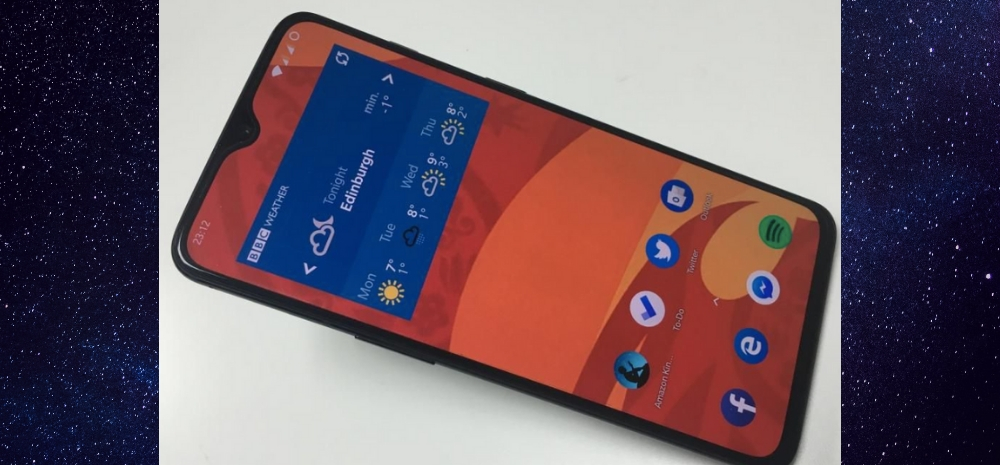 23:12
BBC WEATHER
Tonight
Edinburgh
min.
-1°
Mon
7°
1°
Tue
8°
1°
Wed
9°
3°
Thu
8°
2°
Amazon Kin...
To-Do
Twitter
Outlook